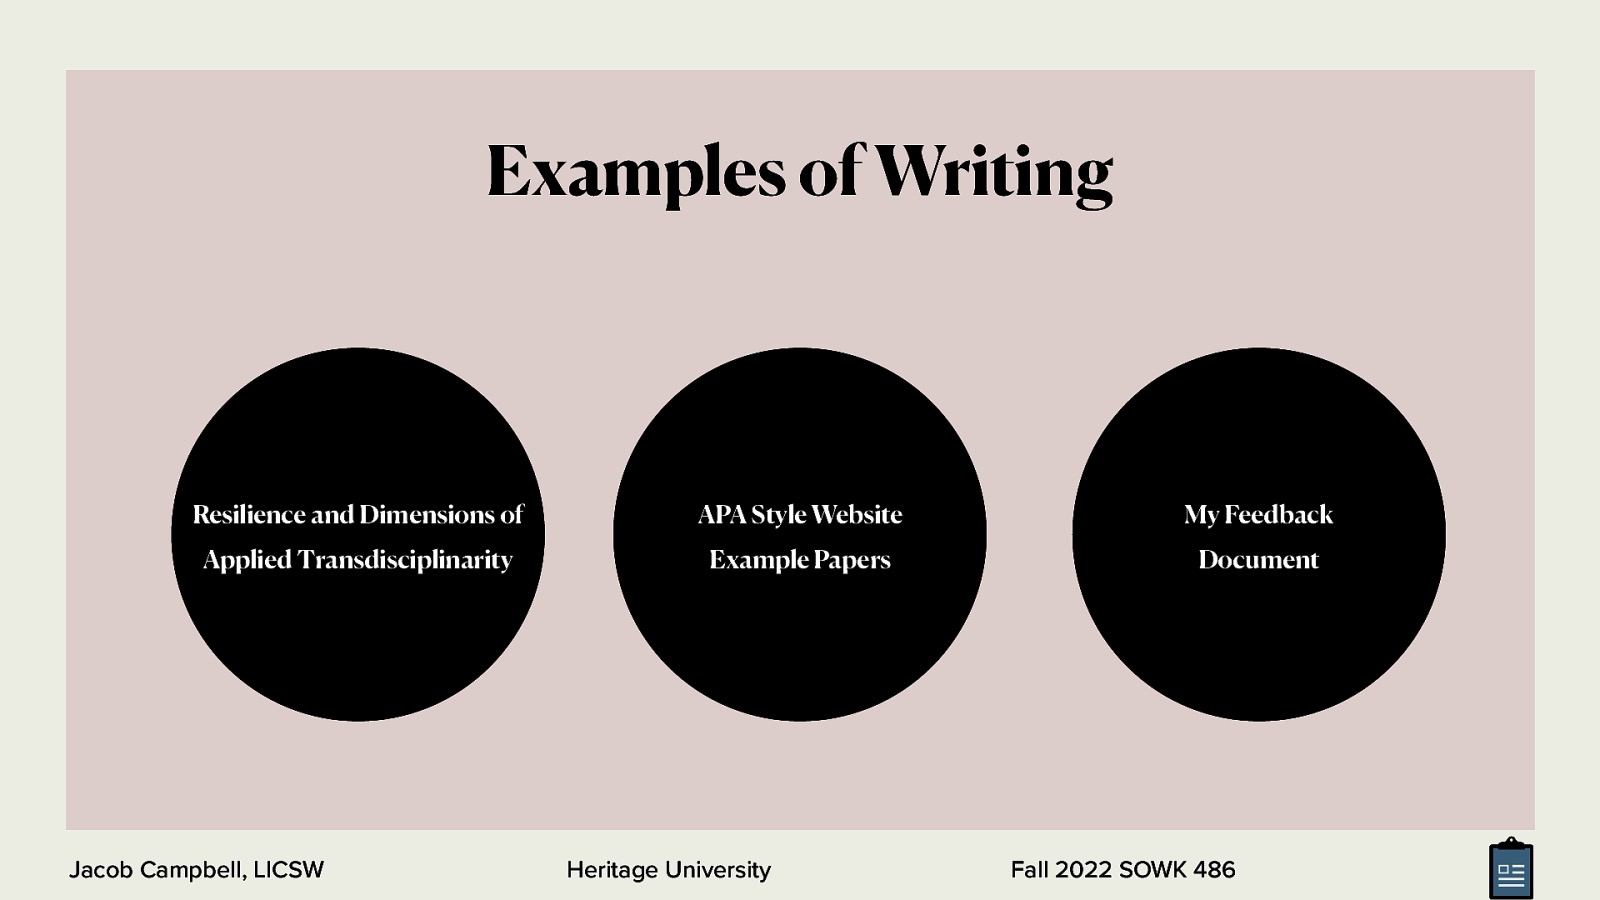 Examples of Writing
Resilience and Dimensions of
Applied Transdisciplinarity
APA Style Website
Example Papers
My Feedback
Document
Jacob Campbell, LICSW
Heritage University
Fall 2022 SOWK 486